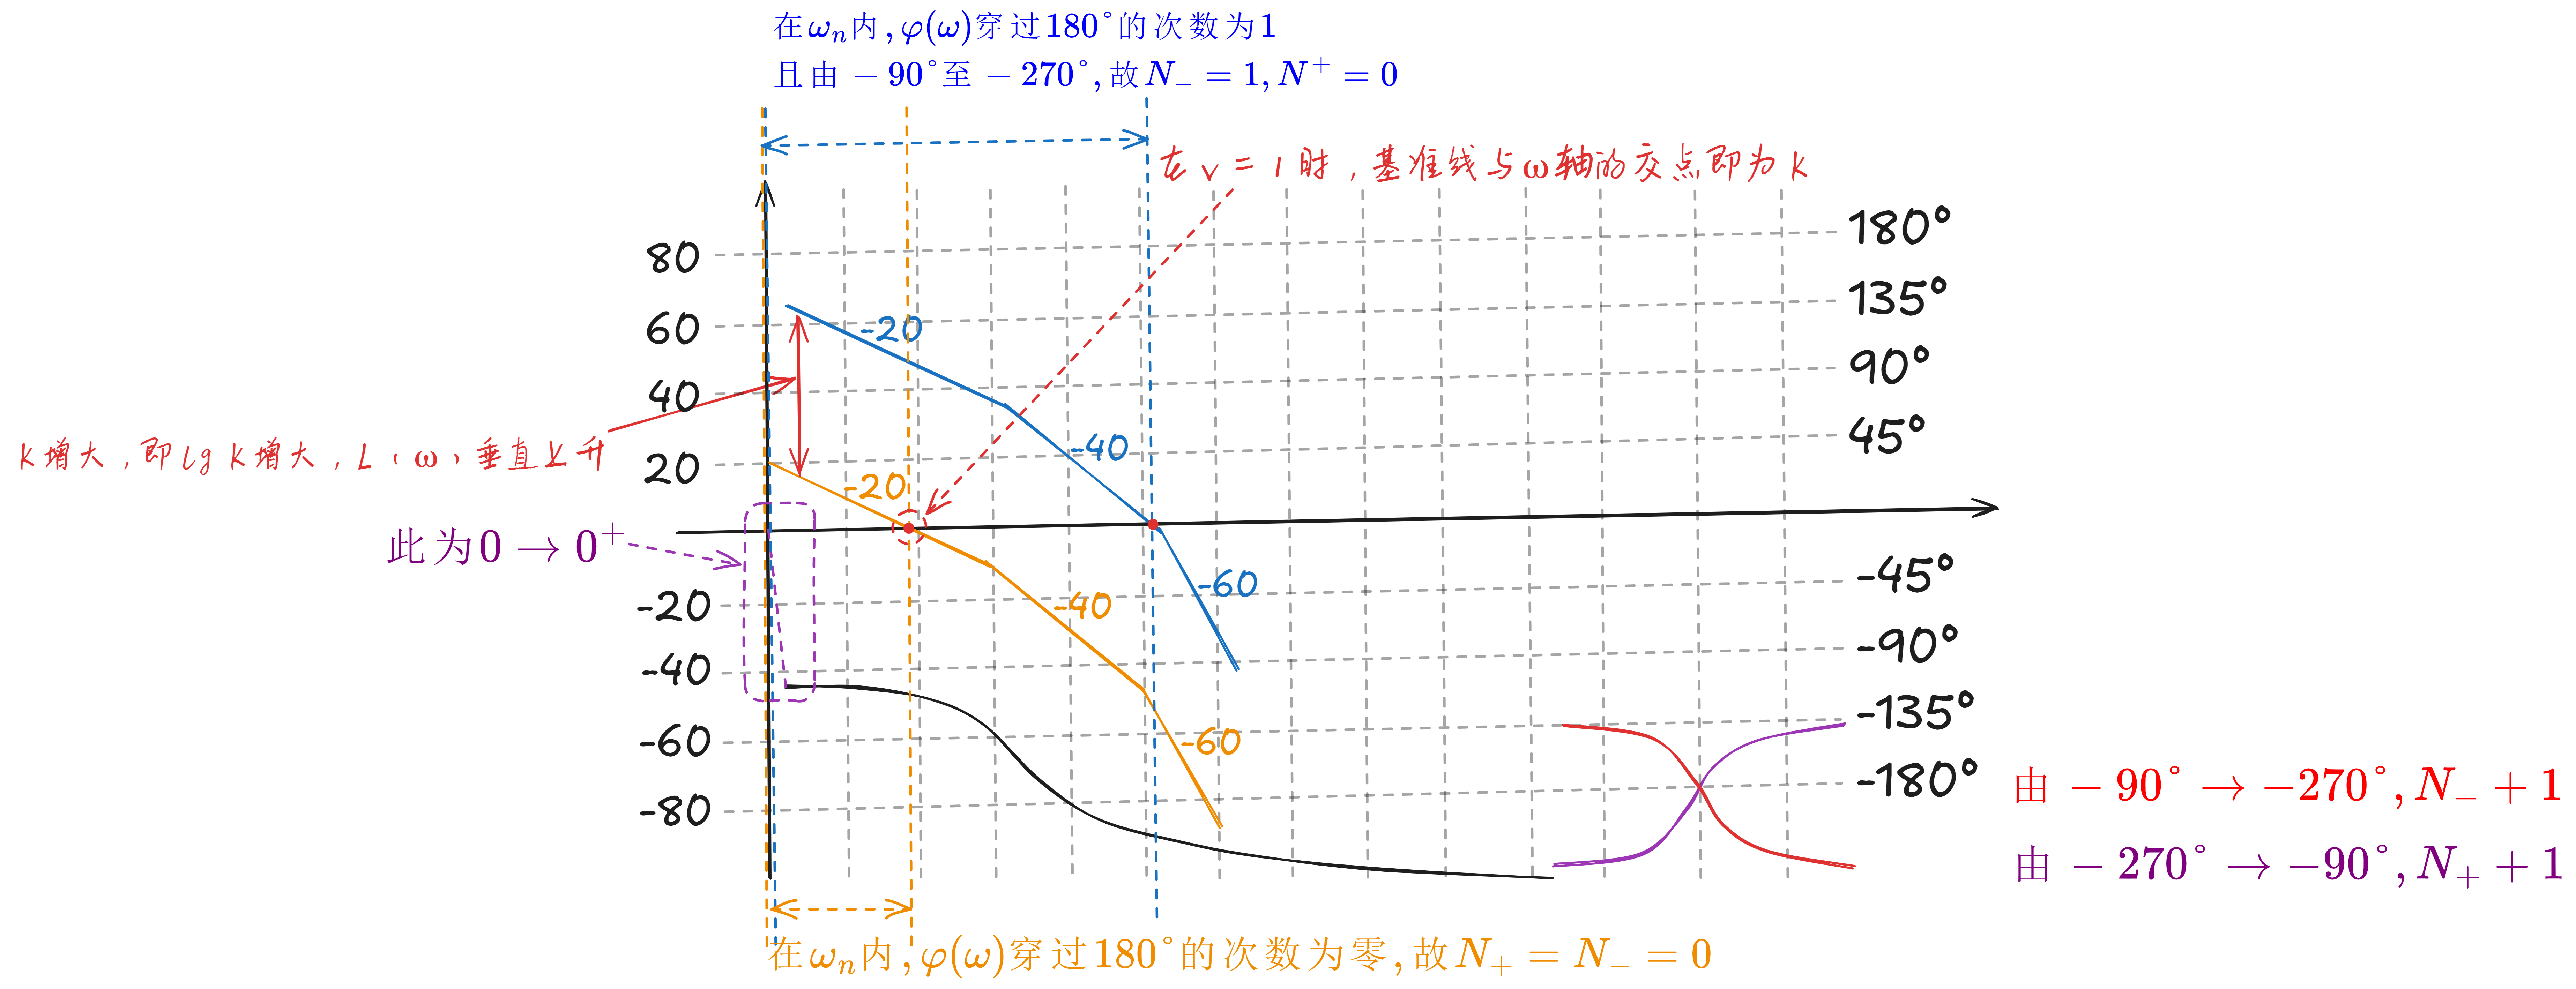 在ωₙ内,φ(ω)穿过180°的次数为1
且由 −90°至 −270°,故N₋ = 1, N⁺ = 0
在 v = 1 时,基准线与ω轴的交点即为 K
180°
80
135°
60
-20
90°
40
45°
-40
K增大,即lg K增大,L(ω)垂直上升
20
-20
此为0 → 0⁺
-45°
-60
-20
-40
-90°
-40
-135°
-60
-60
-180°
由 −90° → −270°, N₋ + 1
-80
由 −270° → −90°, N₊ + 1
在ωₙ内,φ(ω)穿过180°的次数为零,故N₊ = N₋ = 0